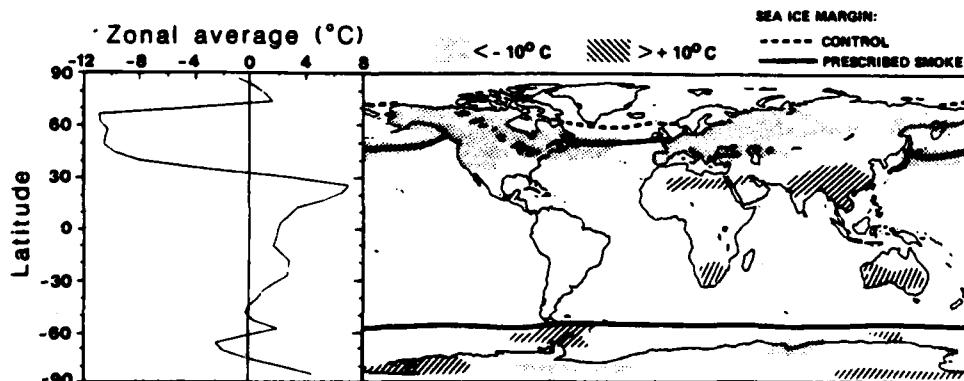 Zonal average (°C)
-12 -8 -4 0 4 8
< - 10° C
> + 10° C
SEA ICE MARGIN:
CONTROL
PRESCRIBED SMOKE
Latitude
90
60
30
0
-30
-60
-90